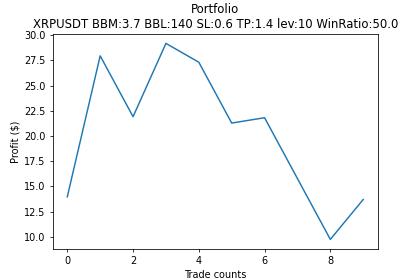 Portfolio
XRPUSDT BBM:3.7 BBL:140 SL:0.6 TP:1.4 lev:10 WinRatio:50.0
30.0
27.5
25.0
22.5
20.0
17.5
15.0
12.5
10.0
Profit ($)
0 2 4 6 8
Trade counts